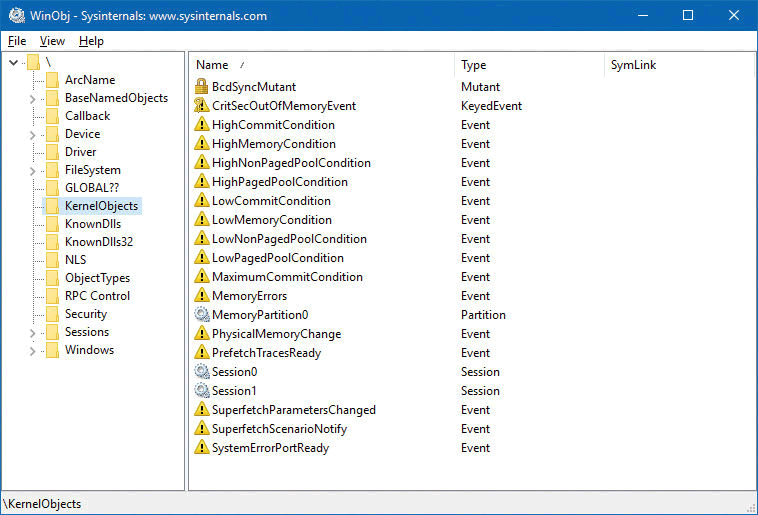 WinObj - Sysinternals: www.sysinternals.com
File View Help
\
ArcName
BaseNamedObjects
Callback
Device
Driver
FileSystem
GLOBAL??
KernelObjects
KnownDlls
KnownDlls32
NLS
ObjectTypes
RPC Control
Security
Sessions
Windows
Name / Type SymLink
BcdSyncMutant Mutant
CritSecOutOfMemoryEvent KeyedEvent
HighCommitCondition Event
HighMemoryCondition Event
HighNonPagedPoolCondition Event
HighPagedPoolCondition Event
LowCommitCondition Event
LowMemoryCondition Event
LowNonPagedPoolCondition Event
LowPagedPoolCondition Event
MaximumCommitCondition Event
MemoryErrors Event
MemoryPartition0 Partition
PhysicalMemoryChange Event
PrefetchTracesReady Event
Session0 Session
Session1 Session
SuperfetchParametersChanged Event
SuperfetchScenarioNotify Event
SystemErrorPortReady Event
\KernelObjects